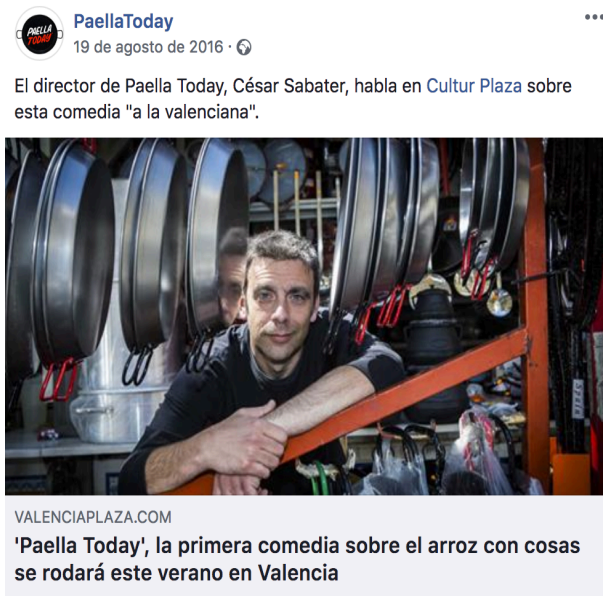 PAELLA
TODAY
PaellaToday
19 de agosto de 2016 ·
El director de Paella Today, César Sabater, habla en Cultur Plaza sobre
esta comedia "a la valenciana".
VALENCIAPLAZA.COM
'Paella Today', la primera comedia sobre el arroz con cosas
se rodará este verano en Valencia